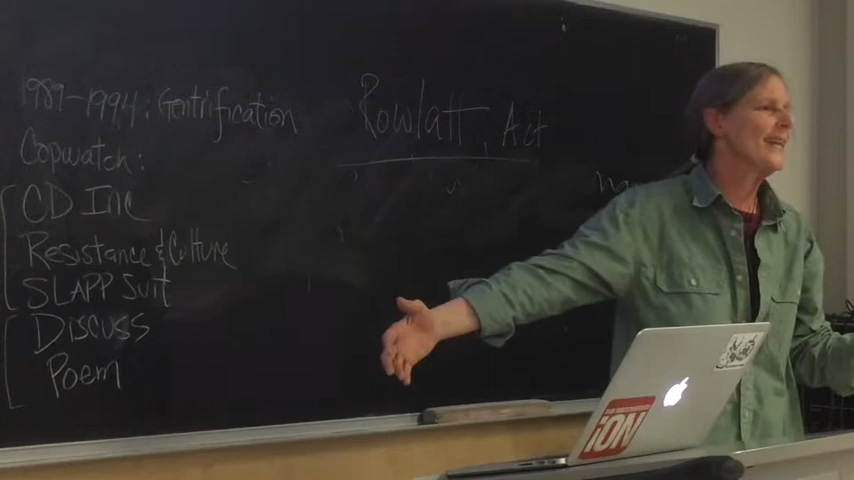 1989-1994: Gentrification
Copwatch:
CD Inc
Resistance & Culture
SLAPP Suit
Discuss
Poem
Rowlatt Act
iON